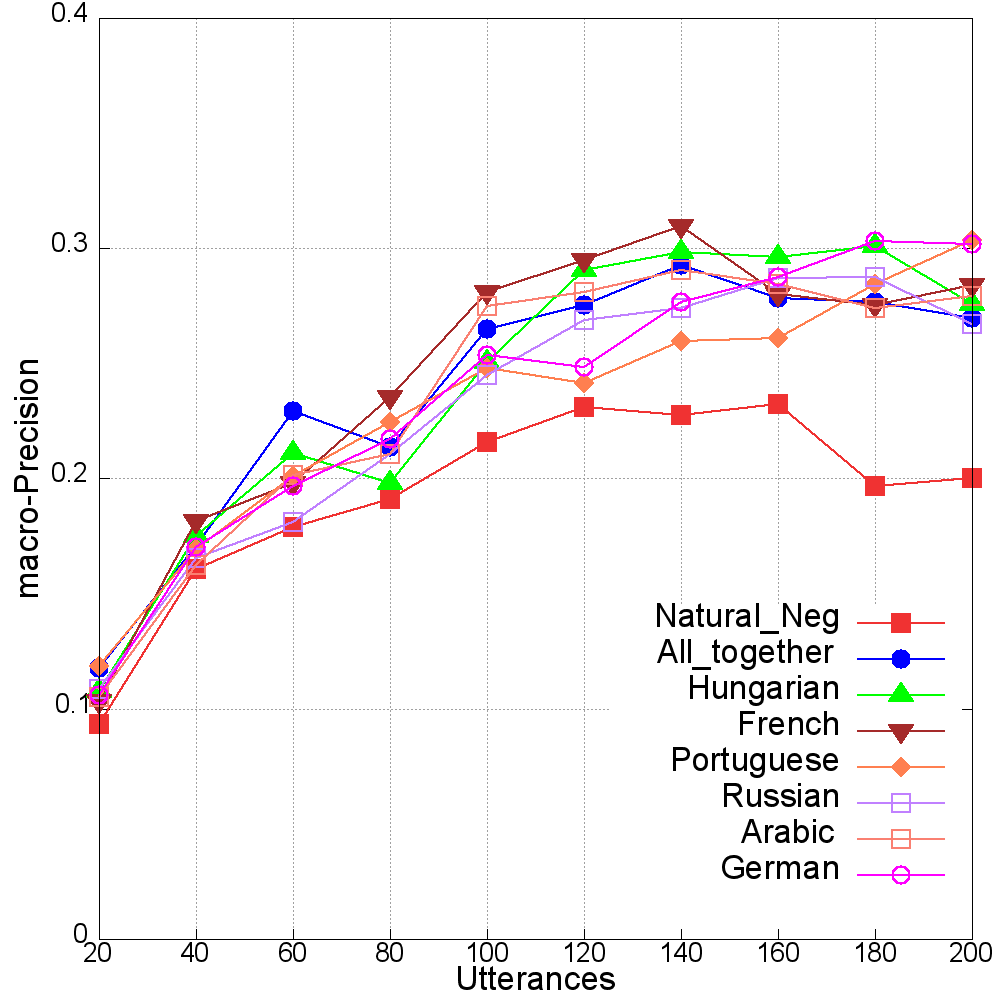 0.4
0.3
0.2
0.1
0
macro-Precision
Natural_Neg
All_together
Hungarian
French
Portuguese
Russian
Arabic
German
20 40 60 80 100 120 140 160 180 200
Utterances